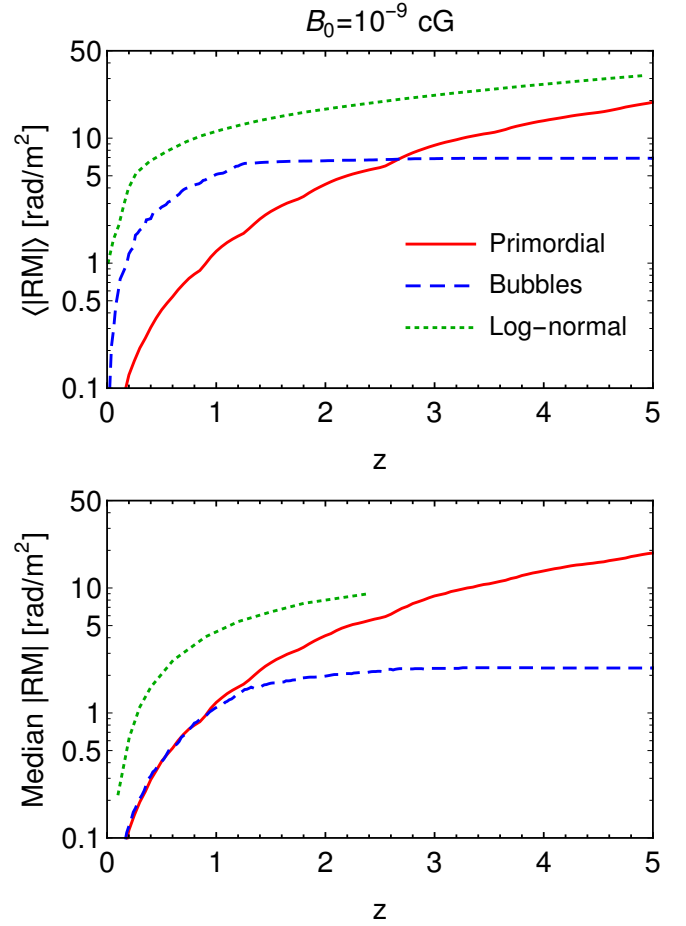 B₀=10⁻⁹ cG
⟨|RM|⟩ [rad/m²]
50
10
5
1
0.5
0.1
Primordial
Bubbles
Log-normal
0 1 2 3 4 5
z
Median |RM| [rad/m²]
50
10
5
1
0.5
0.1
0 1 2 3 4 5
z